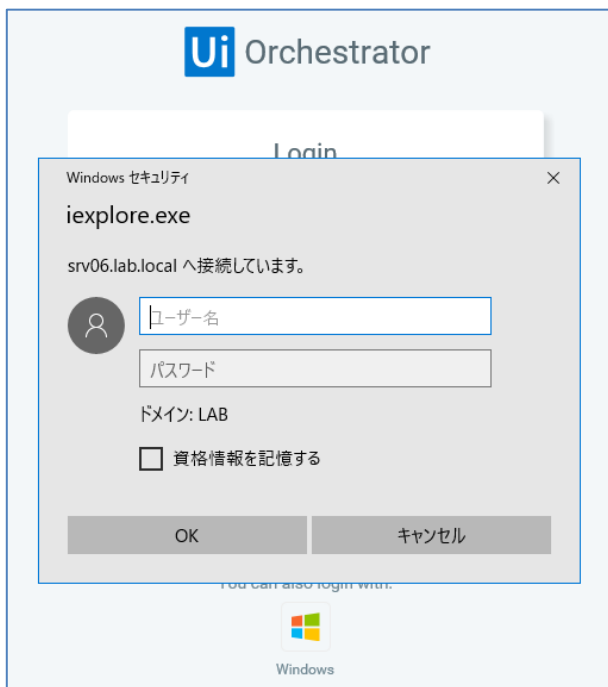 Ui Orchestrator
Login
Windows セキュリティ
iexplore.exe
srv06.lab.local へ接続しています。
ユーザー名
パスワード
ドメイン: LAB
資格情報を記憶する
OK
キャンセル
You can also login with:
Windows